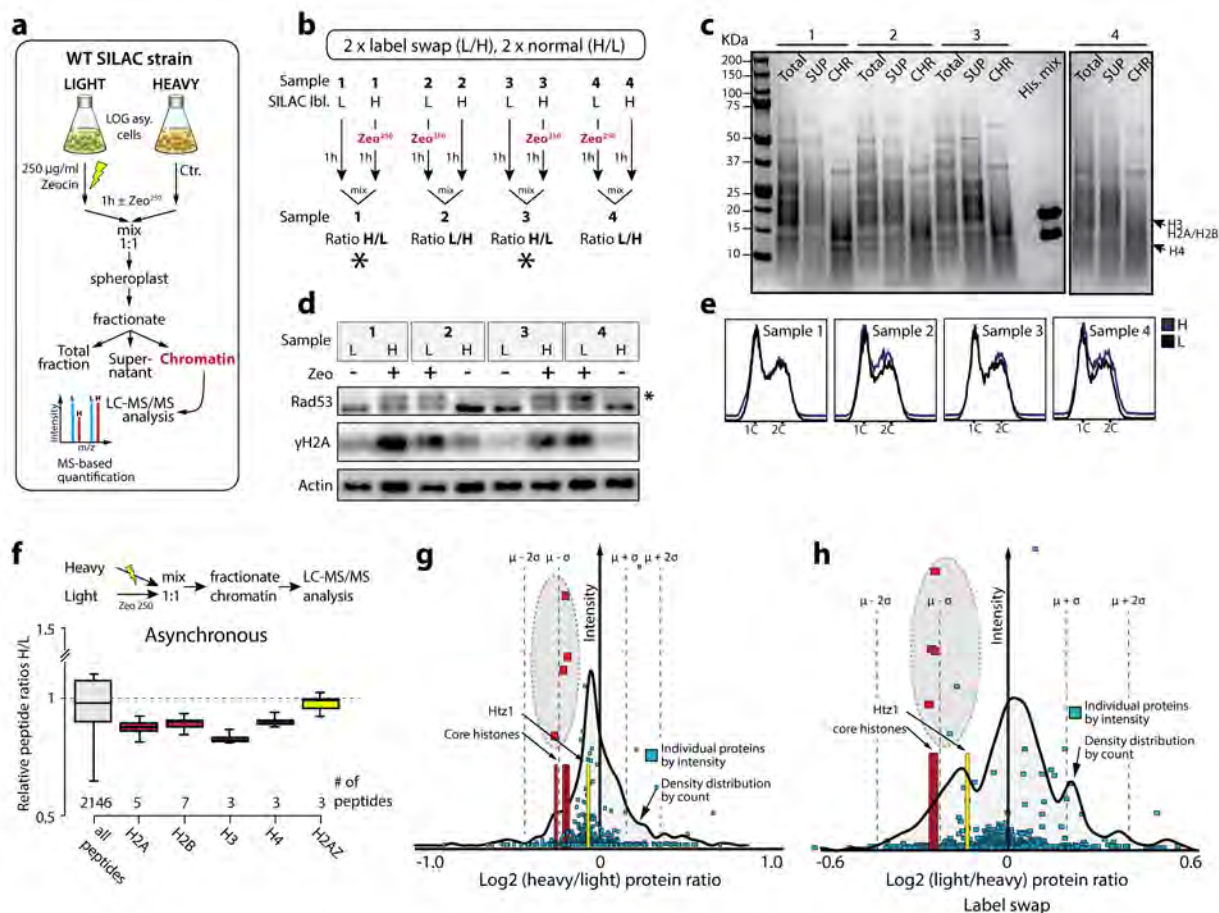 a
WT SILAC strain
LIGHT HEAVY
LOG asy.
cells
250 µg/ml
Zeocin
Ctr.
1h ± Zeo250
mix
1:1
spheroplast
fractionate
Total
fraction
Super-
natant
Chromatin
LC-MS/MS
analysis
Intensity
L H L H
m/z
MS-based
quantification
b
2 x label swap (L/H), 2 x normal (H/L)
Sample 1 1 2 2 3 3 4 4
SILAC lbl. L H L H L H L H
Zeo250 Zeo250 Zeo250 Zeo250
1h 1h 1h 1h 1h 1h
mix mix mix mix
Sample 1 2 3 4
Ratio H/L Ratio L/H Ratio H/L Ratio L/H
* *
c
KDa
1 2 3 4
Total SUP CHR Total SUP CHR Total SUP CHR His. mix Total SUP CHR
200
150
100
75
50
37
25
20
15
10
H3
H2A/H2B
H4
d
Sample 1 2 3 4
L H L H L H L H
Zeo - + + - - + + -
Rad53 *
γH2A
Actin
e
Sample 1 Sample 2 Sample 3 Sample 4
H
L
1C 2C 1C 2C 1C 2C 1C 2C
f
Heavy
Light
Zeo 250
mix
1:1
fractionate
chromatin
LC-MS/MS
analysis
Asynchronous
Relative peptide ratios H/L
1.5
1
0.5
2146 5 7 3 3 3
# of
peptides
all
peptides
H2A
H2B
H3
H4
H2AZ
g
μ - 2σ μ - σ μ + σ μ + 2σ
Intensity
Htz1
Core histones
Individual proteins
by intensity
Density distribution
by count
-1.0 0 1.0
Log2 (heavy/light) protein ratio
h
μ - 2σ μ - σ μ + σ μ + 2σ
Intensity
Htz1
Core histones
Individual proteins
by intensity
Density distribution
by count
-0.6 0 0.6
Log2 (light/heavy) protein ratio
Label swap